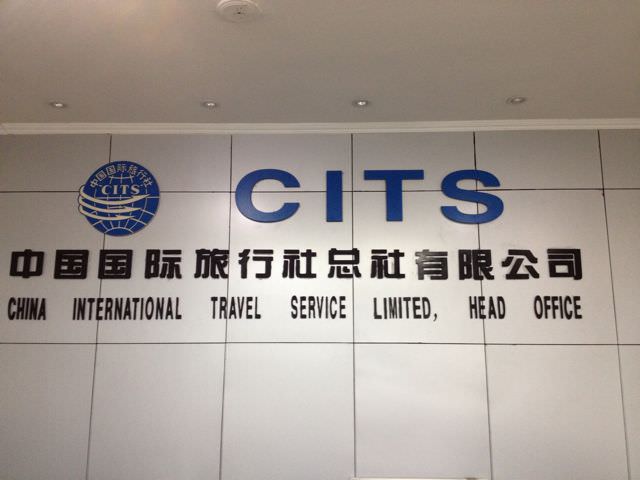 中国国际旅行社
CITS
CITS
中国国际旅行社总社有限公司
CHINA INTERNATIONAL TRAVEL SERVICE LIMITED, HEAD OFFICE